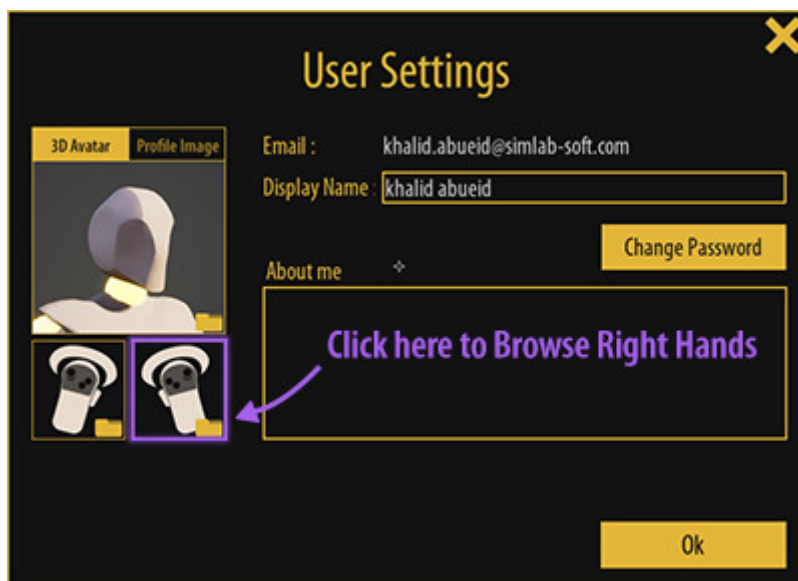 User Settings
3D Avatar Profile Image
Email : khalid.abueid@simlab-soft.com
Display Name : khalid abueid
Change Password
About me
Click here to Browse Right Hands
Ok